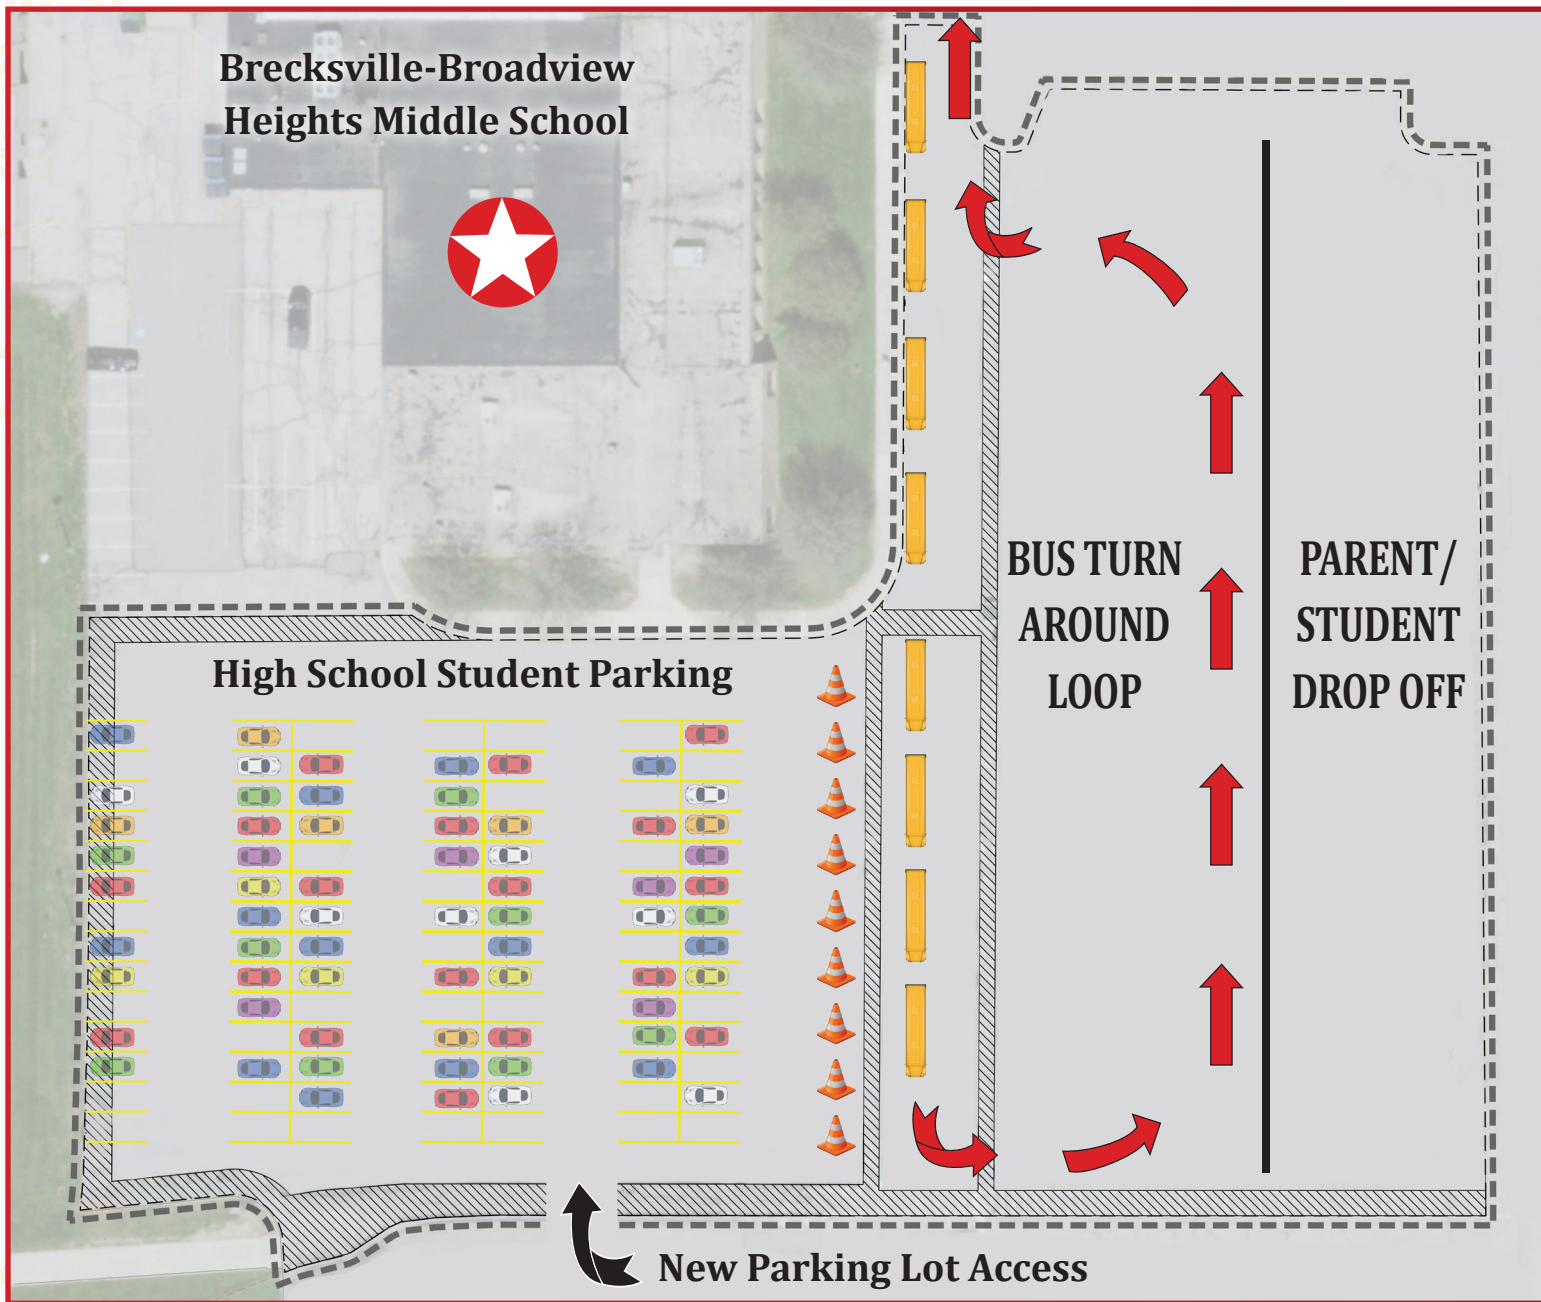 Brecksville-Broadview
Heights Middle School
BUS TURN
AROUND
LOOP
PARENT/
STUDENT
DROP OFF
High School Student Parking
New Parking Lot Access